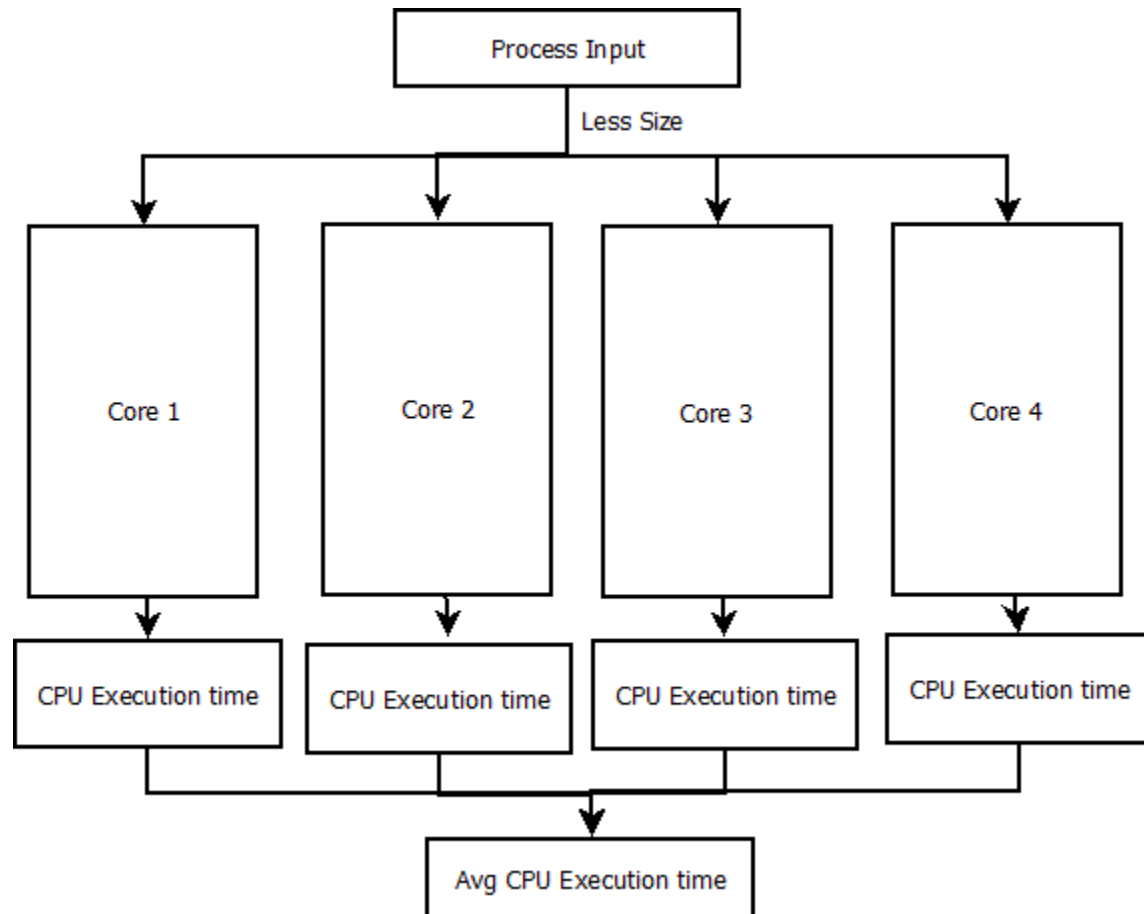 Process Input
Less Size
Core 1
Core 2
Core 3
Core 4
CPU Execution time
CPU Execution time
CPU Execution time
CPU Execution time
Avg CPU Execution time